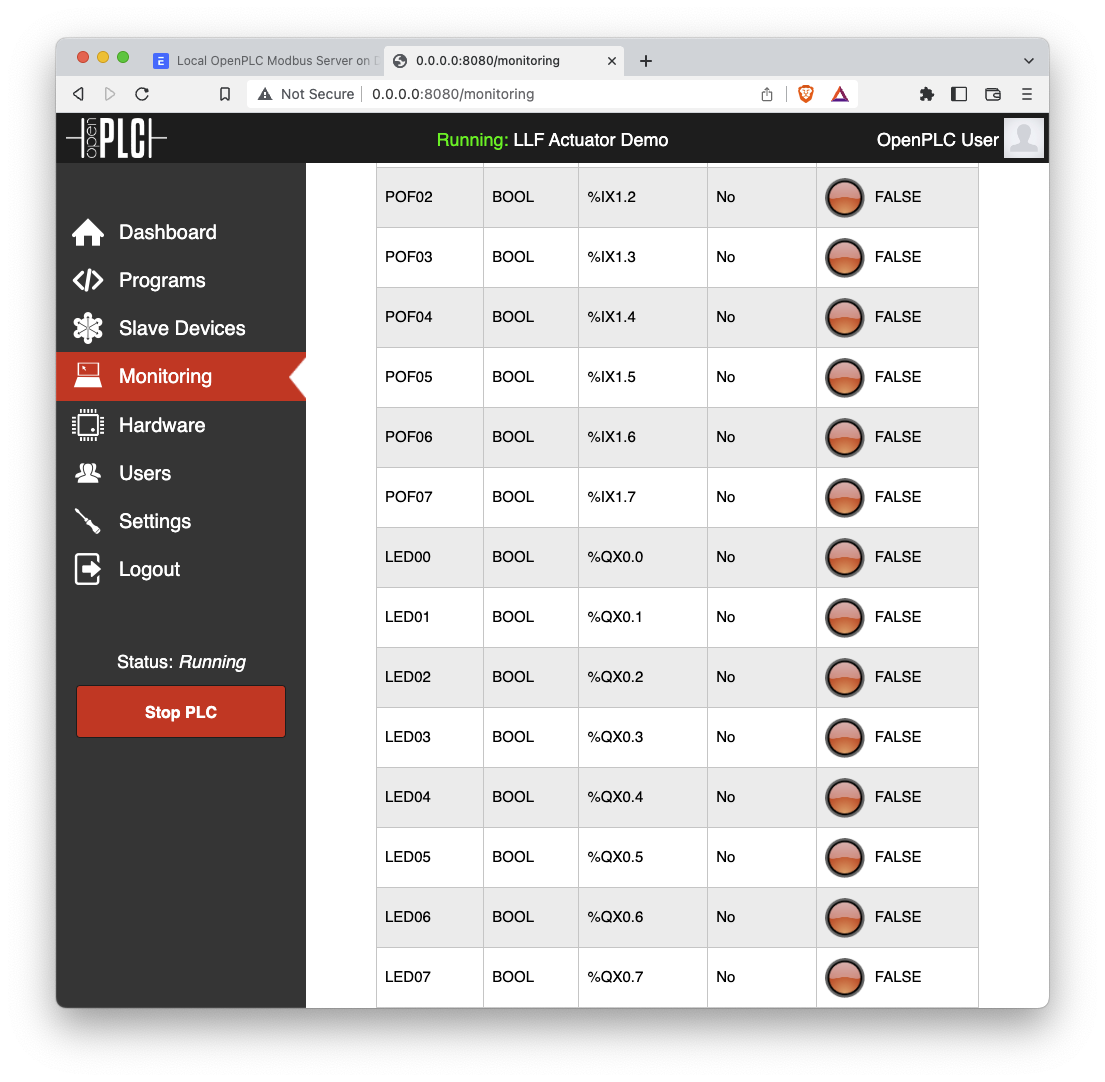 Local OpenPLC Modbus Server on D
0.0.0.0:8080/monitoring
Not Secure 0.0.0.0:8080/monitoring
open PLC
Running: LLF Actuator Demo
OpenPLC User
Dashboard
Programs
Slave Devices
Monitoring
Hardware
Users
Settings
Logout
Status: Running
Stop PLC
POF02 BOOL %IX1.2 No FALSE
POF03 BOOL %IX1.3 No FALSE
POF04 BOOL %IX1.4 No FALSE
POF05 BOOL %IX1.5 No FALSE
POF06 BOOL %IX1.6 No FALSE
POF07 BOOL %IX1.7 No FALSE
LED00 BOOL %QX0.0 No FALSE
LED01 BOOL %QX0.1 No FALSE
LED02 BOOL %QX0.2 No FALSE
LED03 BOOL %QX0.3 No FALSE
LED04 BOOL %QX0.4 No FALSE
LED05 BOOL %QX0.5 No FALSE
LED06 BOOL %QX0.6 No FALSE
LED07 BOOL %QX0.7 No FALSE